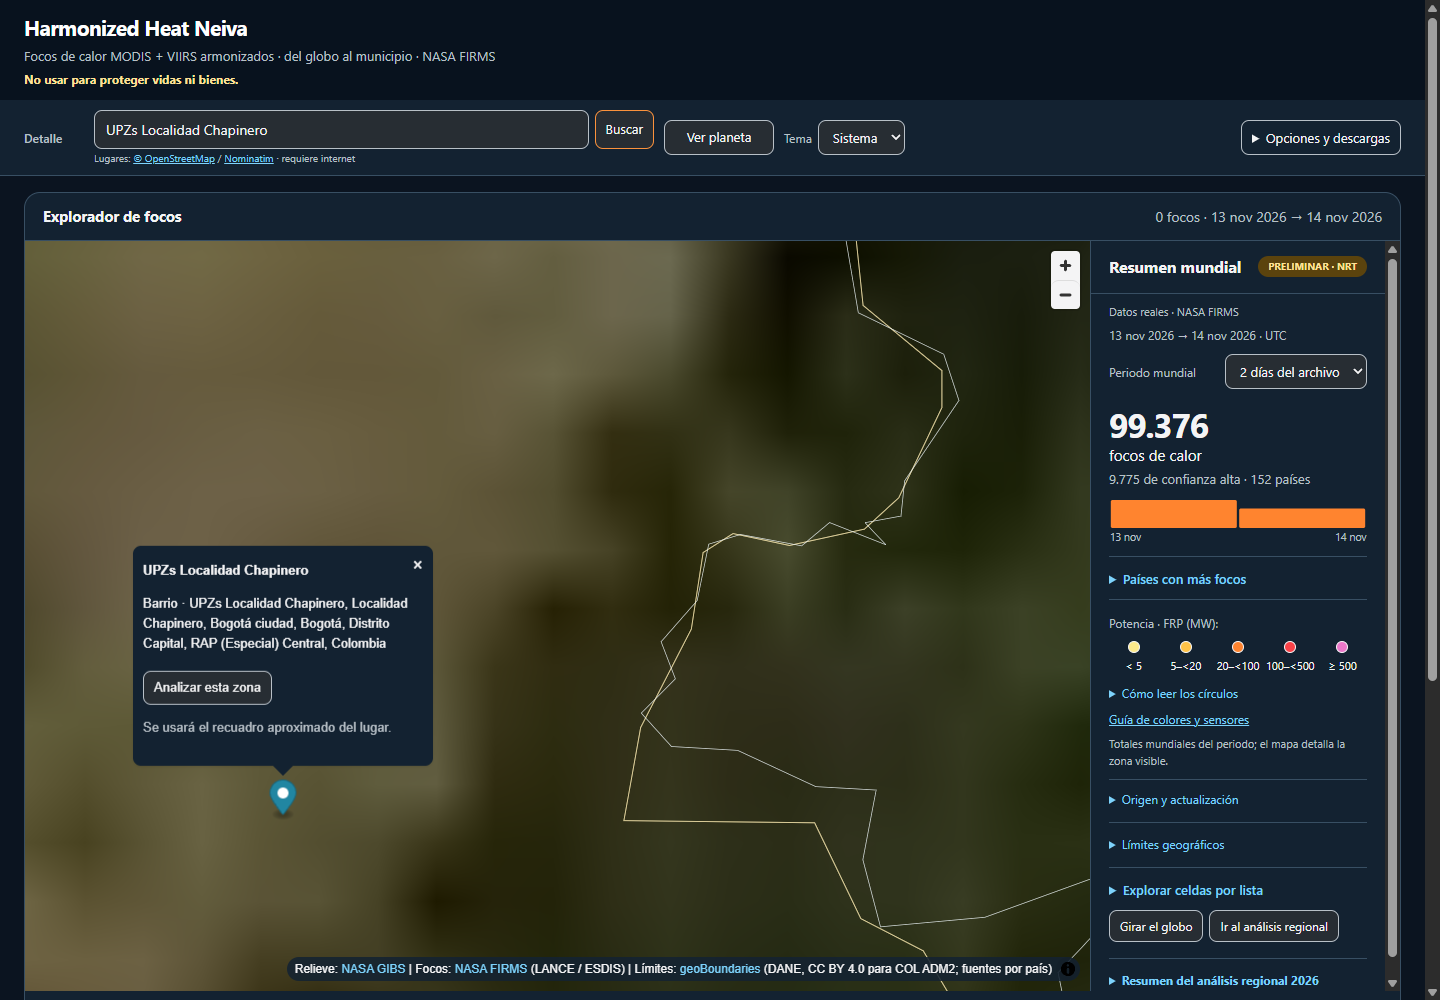 Harmonized Heat Neiva
Focos de calor MODIS + VIIRS armonizados · del globo al municipio · NASA FIRMS
No usar para proteger vidas ni bienes.
Detalle
UPZs Localidad Chapinero
Buscar
Ver planeta
Tema
Sistema
▶ Opciones y descargas
Lugares: © OpenStreetMap / Nominatim · requiere internet
Explorador de focos
0 focos · 13 nov 2026 → 14 nov 2026
+
−
UPZs Localidad Chapinero
×
Barrio · UPZs Localidad Chapinero, Localidad
Chapinero, Bogotá ciudad, Bogotá, Distrito
Capital, RAP (Especial) Central, Colombia
Analizar esta zona
Se usará el recuadro aproximado del lugar.
Relieve: NASA GIBS | Focos: NASA FIRMS (LANCE / ESDIS) | Límites: geoBoundaries (DANE, CC BY 4.0 para COL ADM2; fuentes por país)
Resumen mundial
PRELIMINAR · NRT
Datos reales · NASA FIRMS
13 nov 2026 → 14 nov 2026 · UTC
Periodo mundial
2 días del archivo
99.376
focos de calor
9.775 de confianza alta · 152 países
13 nov
14 nov
▶ Países con más focos
Potencia · FRP (MW):
< 5
5–<20
20–<100
100–<500
≥ 500
▶ Cómo leer los círculos
Guía de colores y sensores
Totales mundiales del periodo; el mapa detalla la
zona visible.
▶ Origen y actualización
▶ Límites geográficos
▶ Explorar celdas por lista
Girar el globo
Ir al análisis regional
▶ Resumen del análisis regional 2026